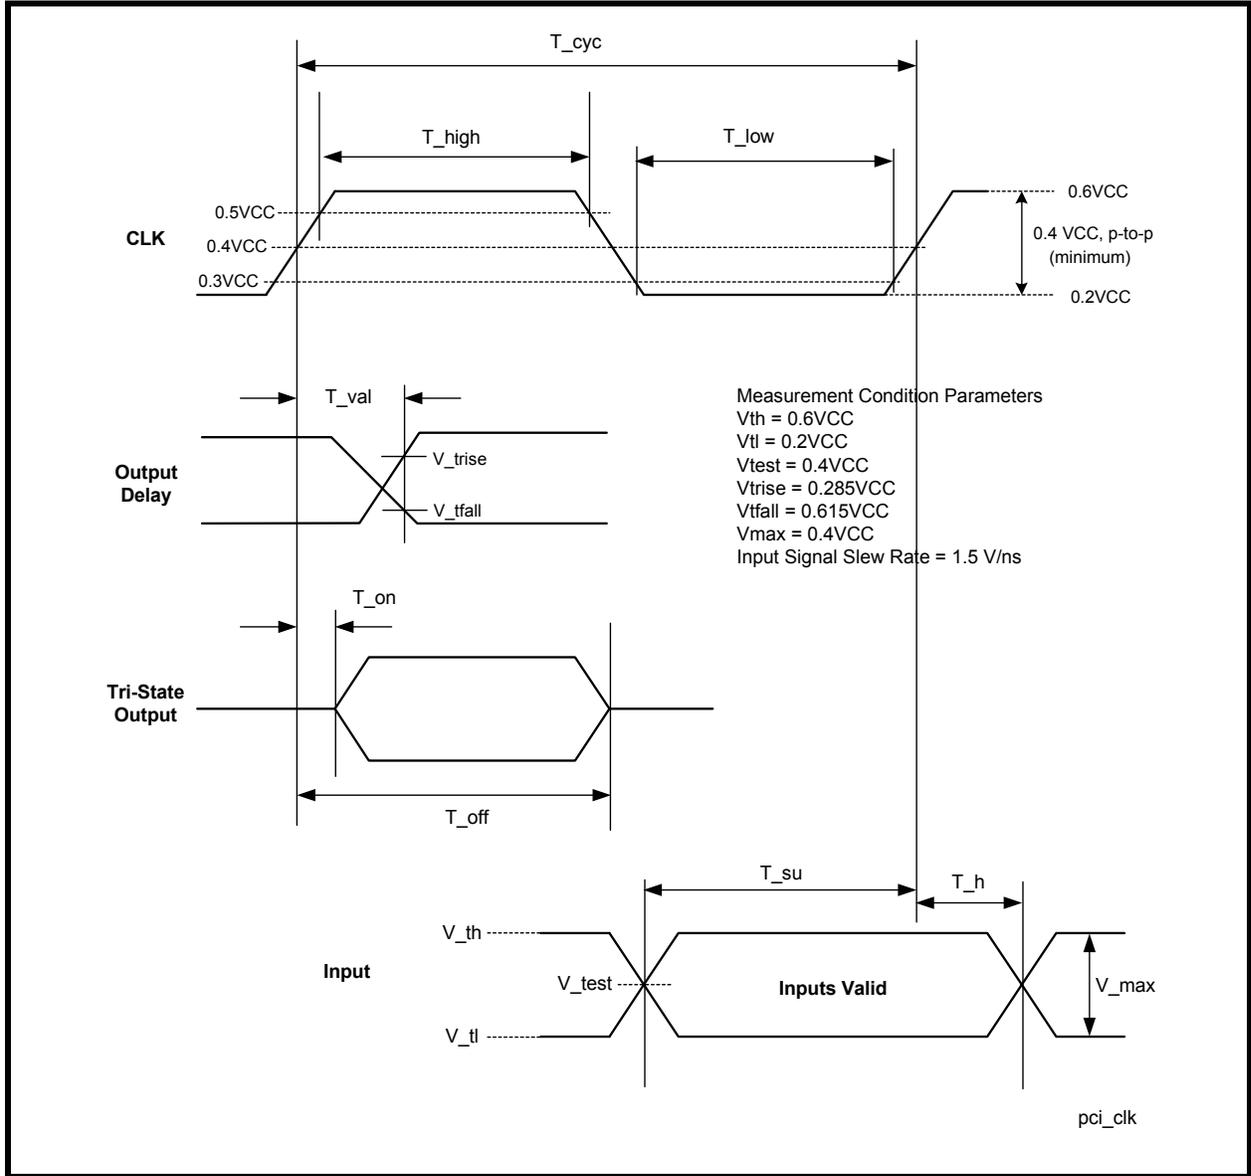 T_cyc
T_high
T_low
0.6VCC
0.5VCC
CLK
0.4VCC
0.4 VCC, p-to-p
(minimum)
0.3VCC
0.2VCC
T_val
Output
Delay
V_trise
V_tfall
Measurement Condition Parameters
Vth = 0.6VCC
Vtl = 0.2VCC
Vtest = 0.4VCC
Vtrise = 0.285VCC
Vtfall = 0.615VCC
Vmax = 0.4VCC
Input Signal Slew Rate = 1.5 V/ns
T_on
Tri-State
Output
T_off
T_su
T_h
V_th
Input
V_test
Inputs Valid
V_max
V_tl
pci_clk